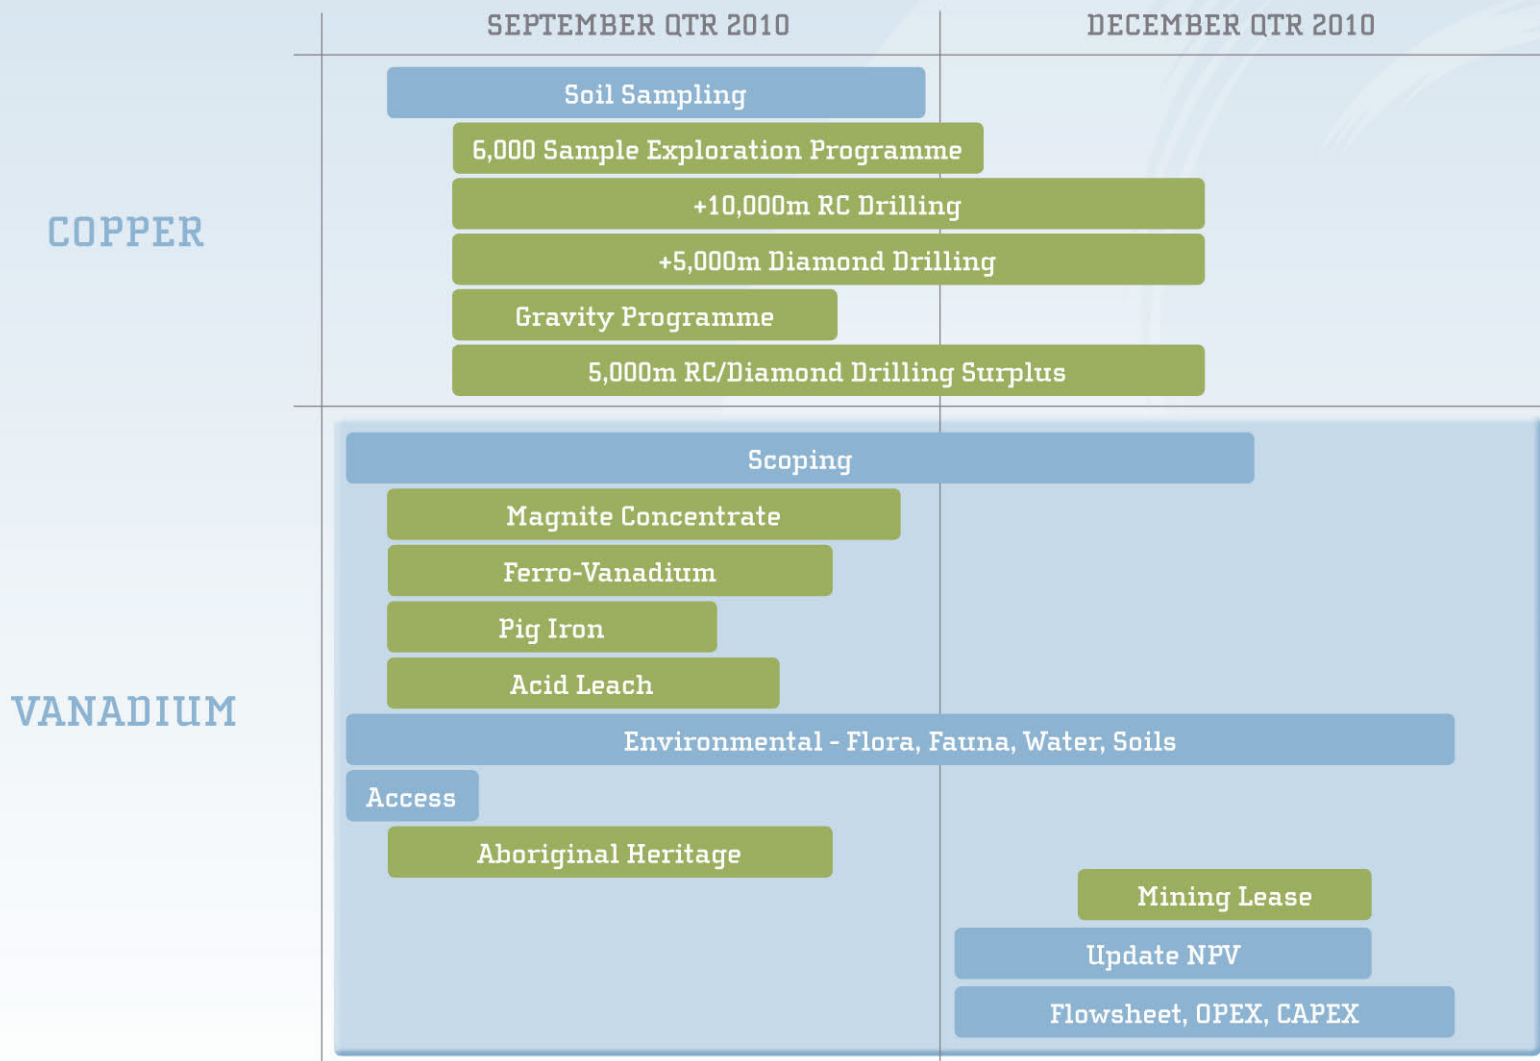 SEPTEMBER QTR 2010
DECEMBER QTR 2010
COPPER
Soil Sampling
6,000 Sample Exploration Programme
+10,000m RC Drilling
+5,000m Diamond Drilling
Gravity Programme
5,000m RC/Diamond Drilling Surplus
VANADIUM
Scoping
Magnite Concentrate
Ferro-Vanadium
Pig Iron
Acid Leach
Environmental - Flora, Fauna, Water, Soils
Access
Aboriginal Heritage
Mining Lease
Update NPV
Flowsheet, OPEX, CAPEX